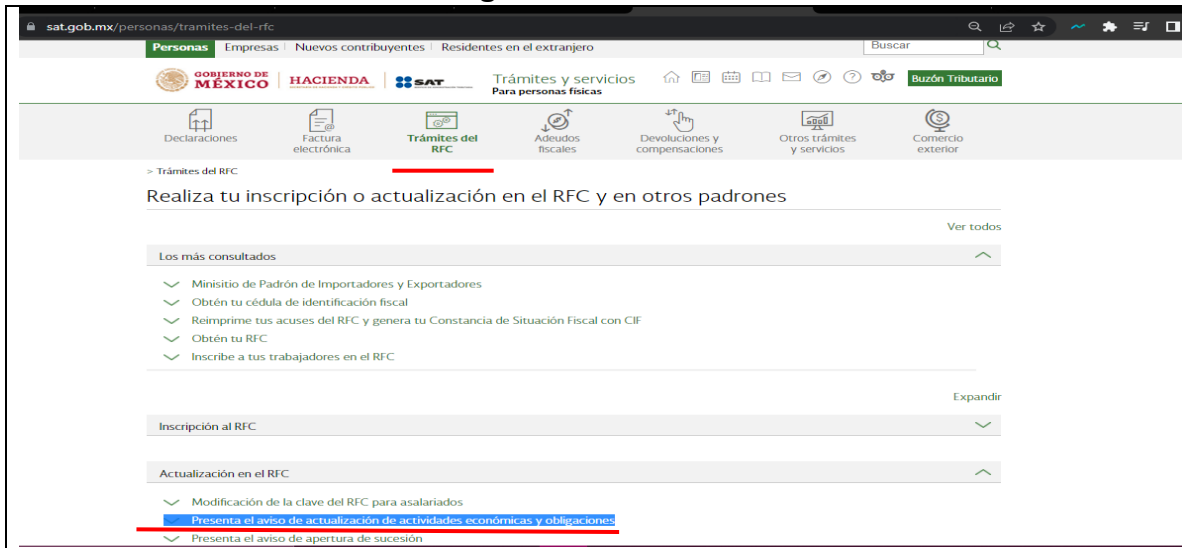 sat.gob.mx/personas/tramites-del-rfc
Personas Empresas Nuevos contribuyentes Residentes en el extranjero Buscar
GOBIERNO DE MÉXICO HACIENDA SAT Trámites y servicios Buzón Tributario
Para personas físicas
Declaraciones Factura electrónica Trámites del RFC Adeudos fiscales Devoluciones y compensaciones Otros trámites y servicios Comercio exterior
> Trámites del RFC
Realiza tu inscripción o actualización en el RFC y en otros padrones
Ver todos
Los más consultados
Minisitio de Padrón de Importadores y Exportadores
Obtén tu cédula de identificación fiscal
Reimprime tus acuses del RFC y genera tu Constancia de Situación Fiscal con CIF
Obtén tu RFC
Inscribe a tus trabajadores en el RFC
Expandir
Inscripción al RFC
Actualización en el RFC
Modificación de la clave del RFC para asalariados
Presenta el aviso de actualización de actividades económicas y obligaciones
Presenta el aviso de apertura de sucesión